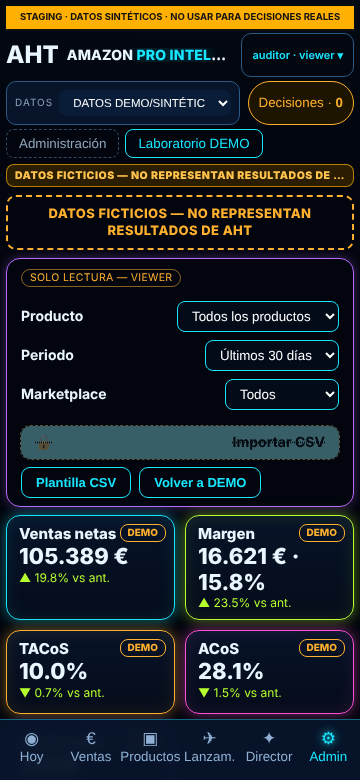 STAGING · DATOS SINTÉTICOS · NO USAR PARA DECISIONES REALES
AHT AMAZON PRO INTEL... auditor · viewer ▾
DATOS DATOS DEMO/SINTÉTIC Decisiones · 0
Administración Laboratorio DEMO
DATOS FICTICIOS — NO REPRESENTAN RESULTADOS DE ...
DATOS FICTICIOS — NO REPRESENTAN
RESULTADOS DE AHT
SOLO LECTURA — VIEWER
Producto Todos los productos
Periodo Últimos 30 días
Marketplace Todos
Importar CSV
Plantilla CSV Volver a DEMO
Ventas netas DEMO
105.389 €
▲ 19.8% vs ant.
Margen DEMO
16.621 € ·
15.8%
▲ 23.5% vs ant.
TACoS DEMO
10.0%
▼ 0.7% vs ant.
ACoS DEMO
28.1%
▼ 1.5% vs ant.
Hoy Ventas Productos Lanzam. Director Admin